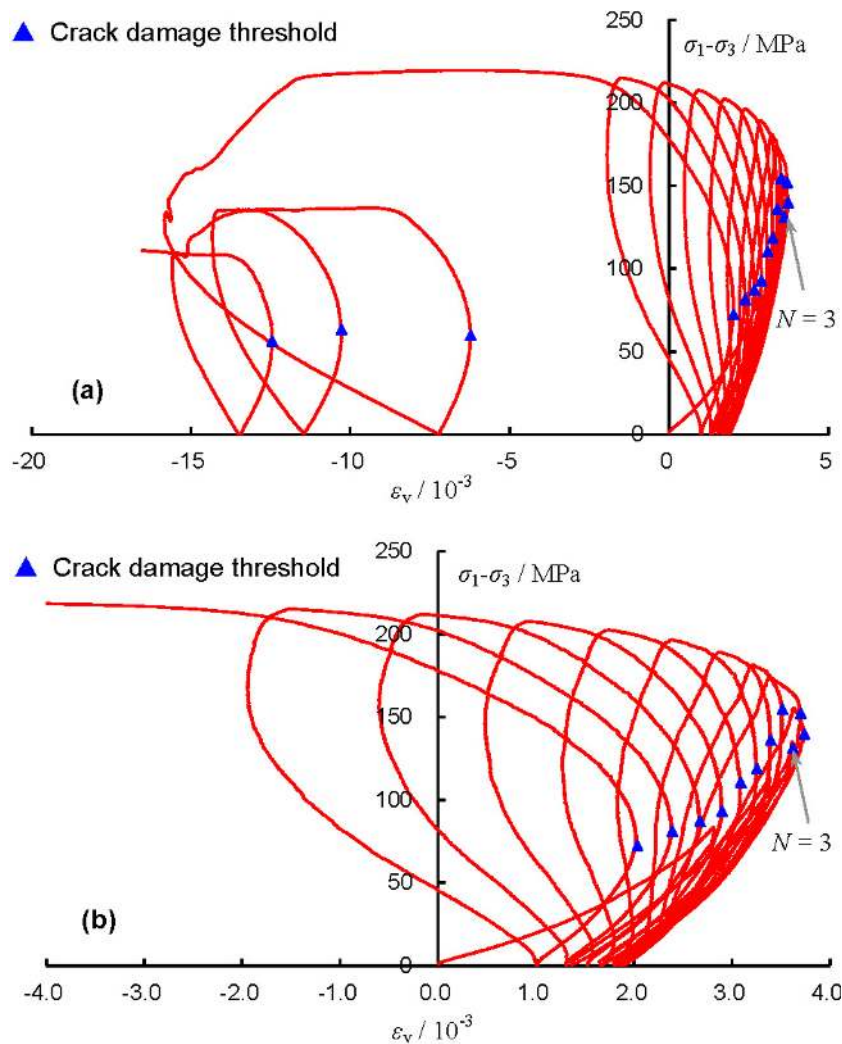 ▲ Crack damage threshold
250
σ₁-σ₃ / MPa
200
150
100
N = 3
50
(a)
0
-20 -15 -10 -5 0 5
εᵥ / 10⁻³
250
▲ Crack damage threshold
σ₁-σ₃ / MPa
200
150
100
N = 3
50
(b)
0
-4.0 -3.0 -2.0 -1.0 0.0 1.0 2.0 3.0 4.0
εᵥ / 10⁻³